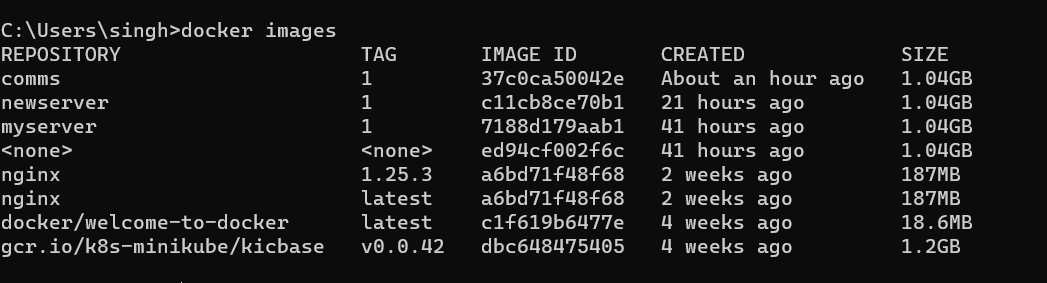 C:\Users\singh>docker images
REPOSITORY TAG IMAGE ID CREATED SIZE
comms 1 37c0ca50042e About an hour ago 1.04GB
newserver 1 c11cb8ce70b1 21 hours ago 1.04GB
myserver 1 7188d179aab1 41 hours ago 1.04GB
<none> <none> ed94cf002f6c 41 hours ago 1.04GB
nginx 1.25.3 a6bd71f48f68 2 weeks ago 187MB
nginx latest a6bd71f48f68 2 weeks ago 187MB
docker/welcome-to-docker latest c1f619b6477e 4 weeks ago 18.6MB
gcr.io/k8s-minikube/kicbase v0.0.42 dbc648475405 4 weeks ago 1.2GB